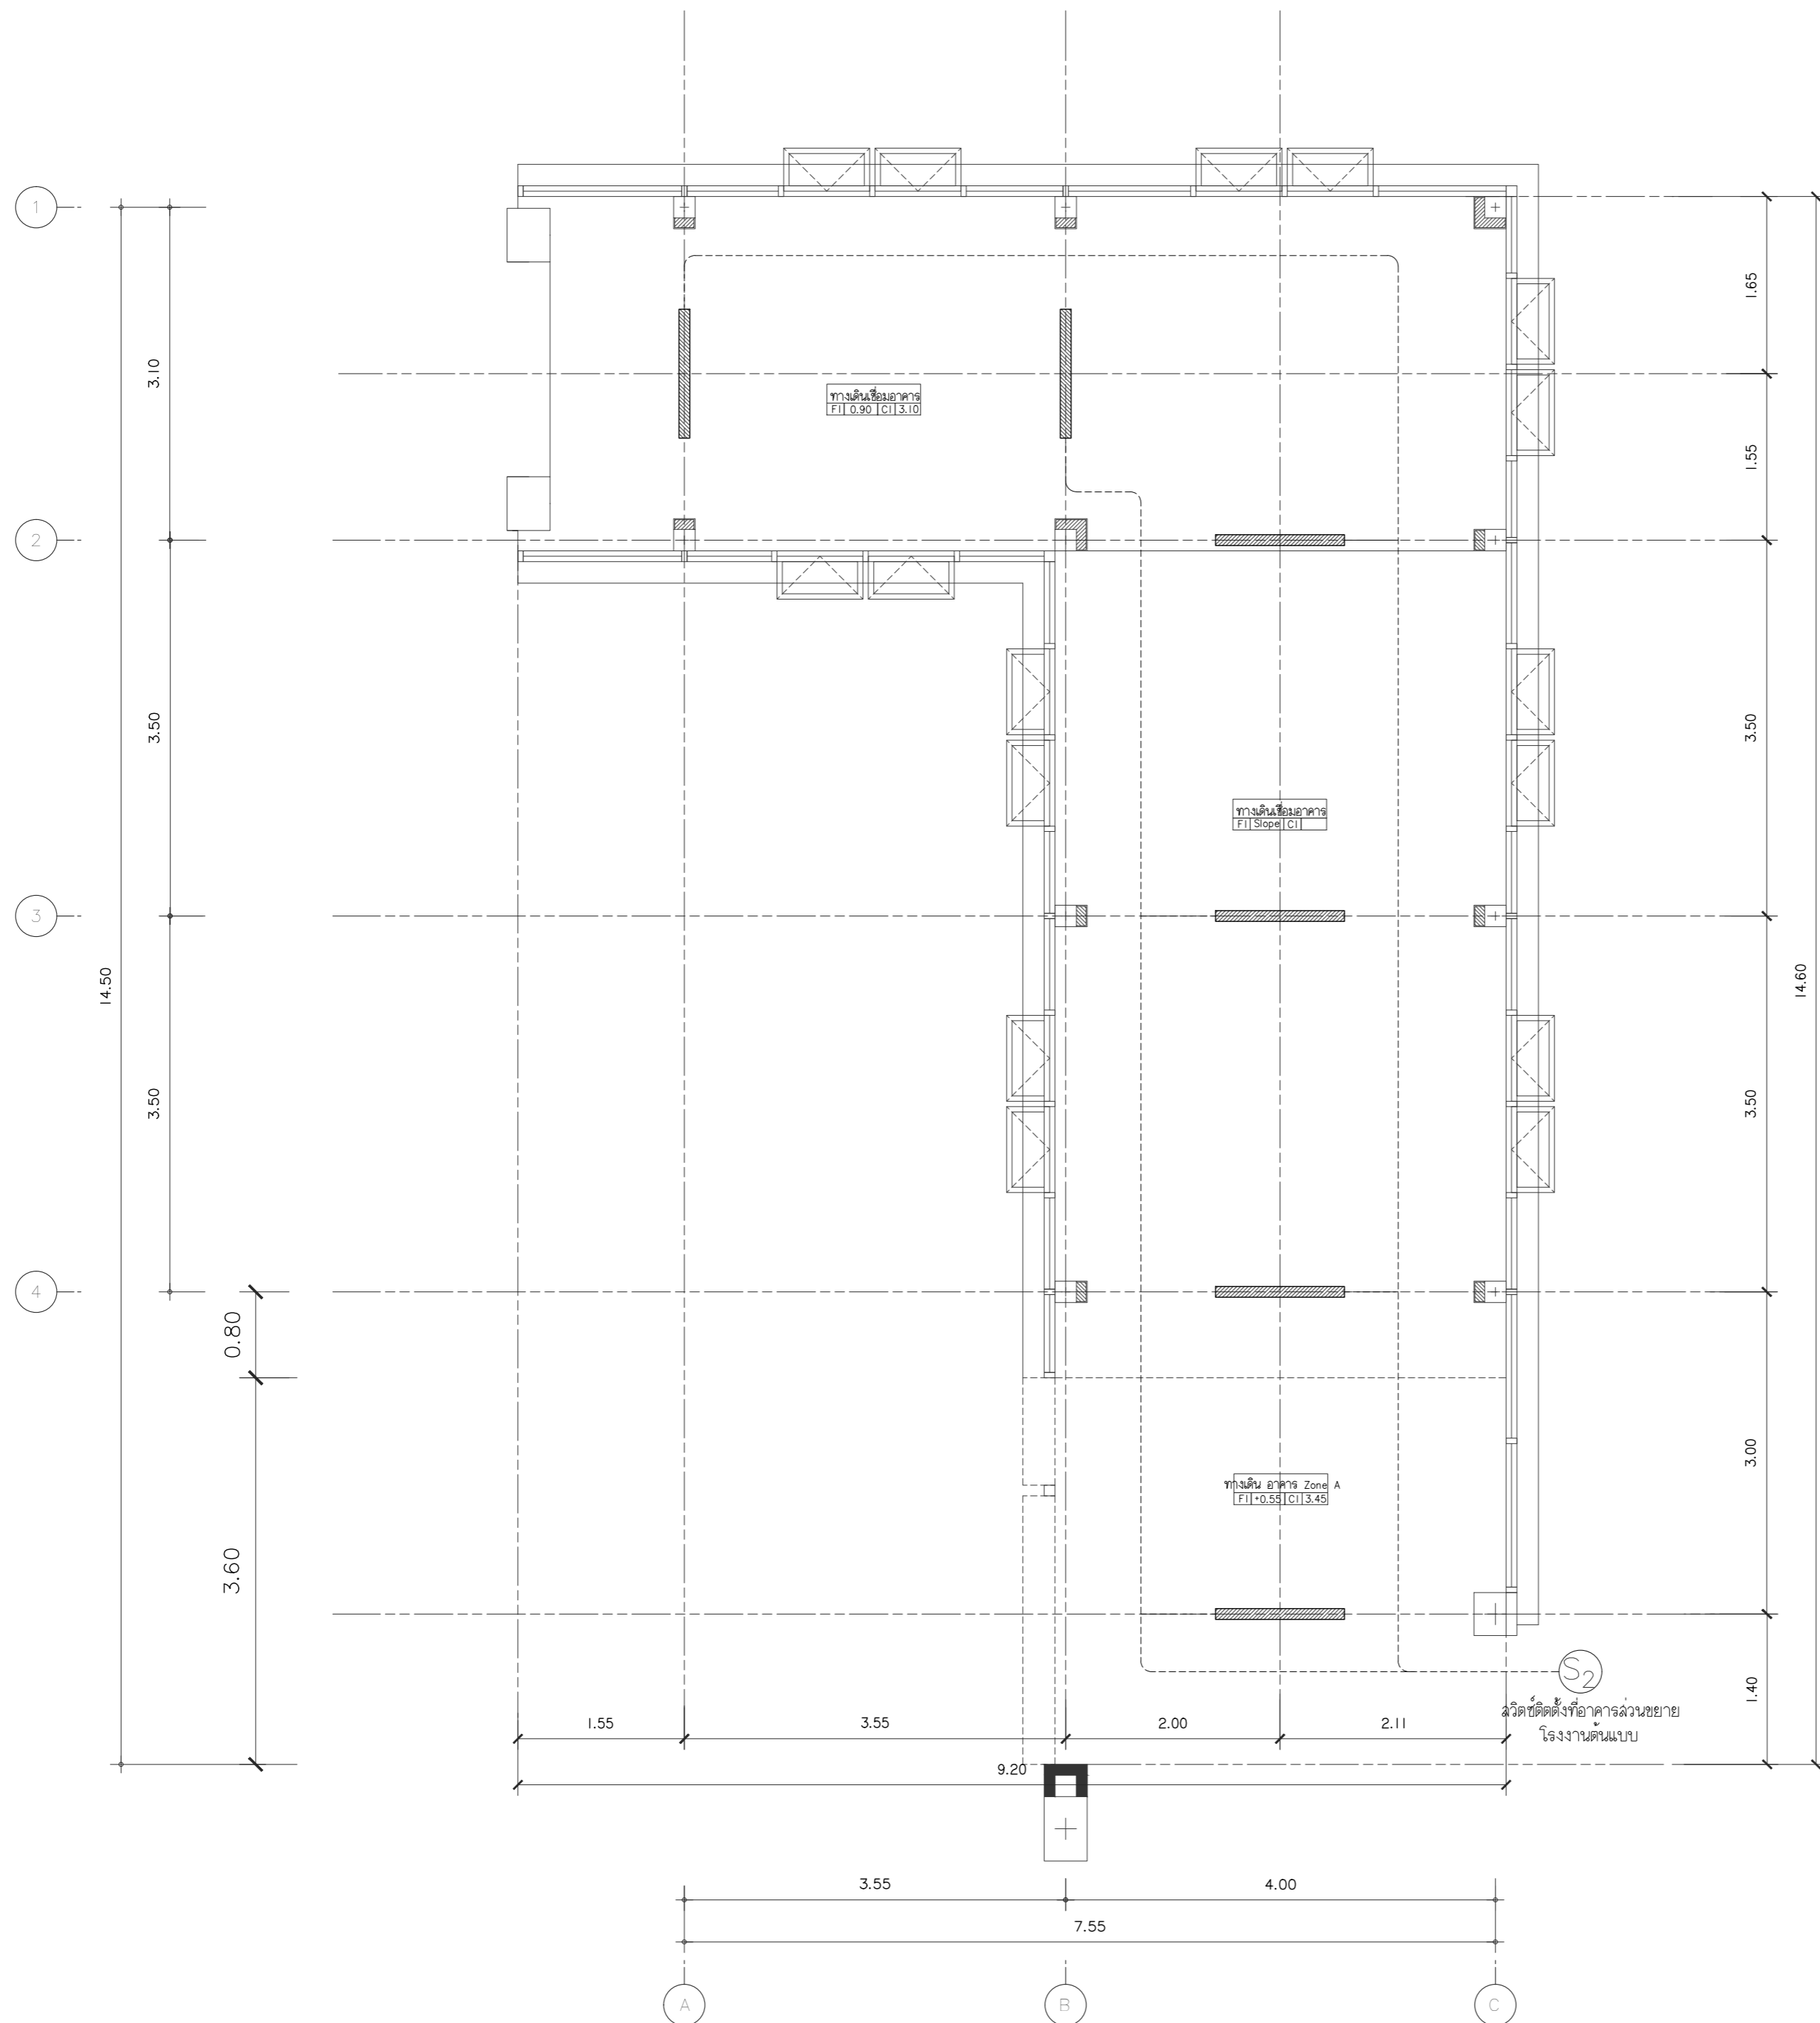 1
1.65
3.10
ทางเดินเชื่อมอาคาร
F1 0.90 C1 3.10
1.55
2
3.50
3.50
ทางเดินเชื่อมอาคาร
F1 Slope C1
3
14.50
14.60
3.50
3.50
4
0.80
3.00
ทางเดิน อาคาร Zone A
F1 +0.55 C1 3.45
3.60
S2
1.40
สวิตช์ติดตั้งที่อาคารส่วนขยาย
โรงงานต้นแบบ
1.55
3.55
2.00
2.11
9.20
3.55
4.00
7.55
A
B
C